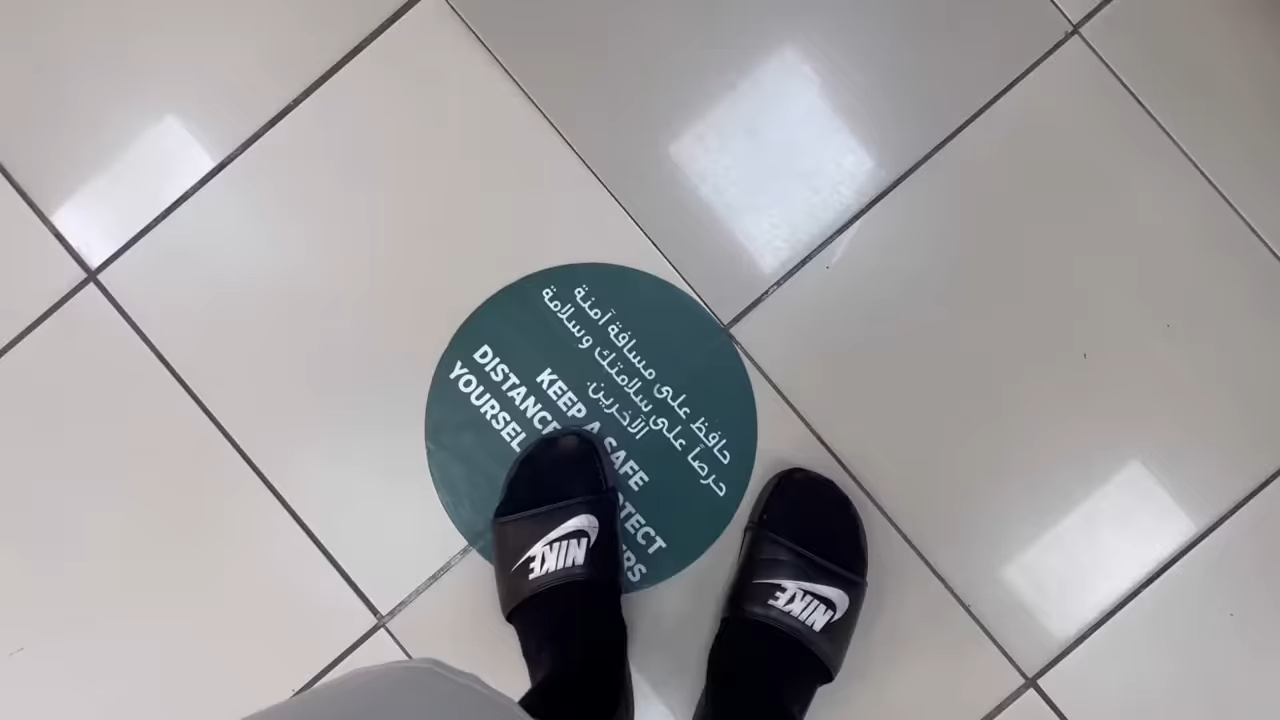 حافظ على مسافة آمنة
حرصاً على سلامتك وسلامة
الآخرين.
KEEP A SAFE
DISTANCE
YOURSEL
NIKE
NIKE